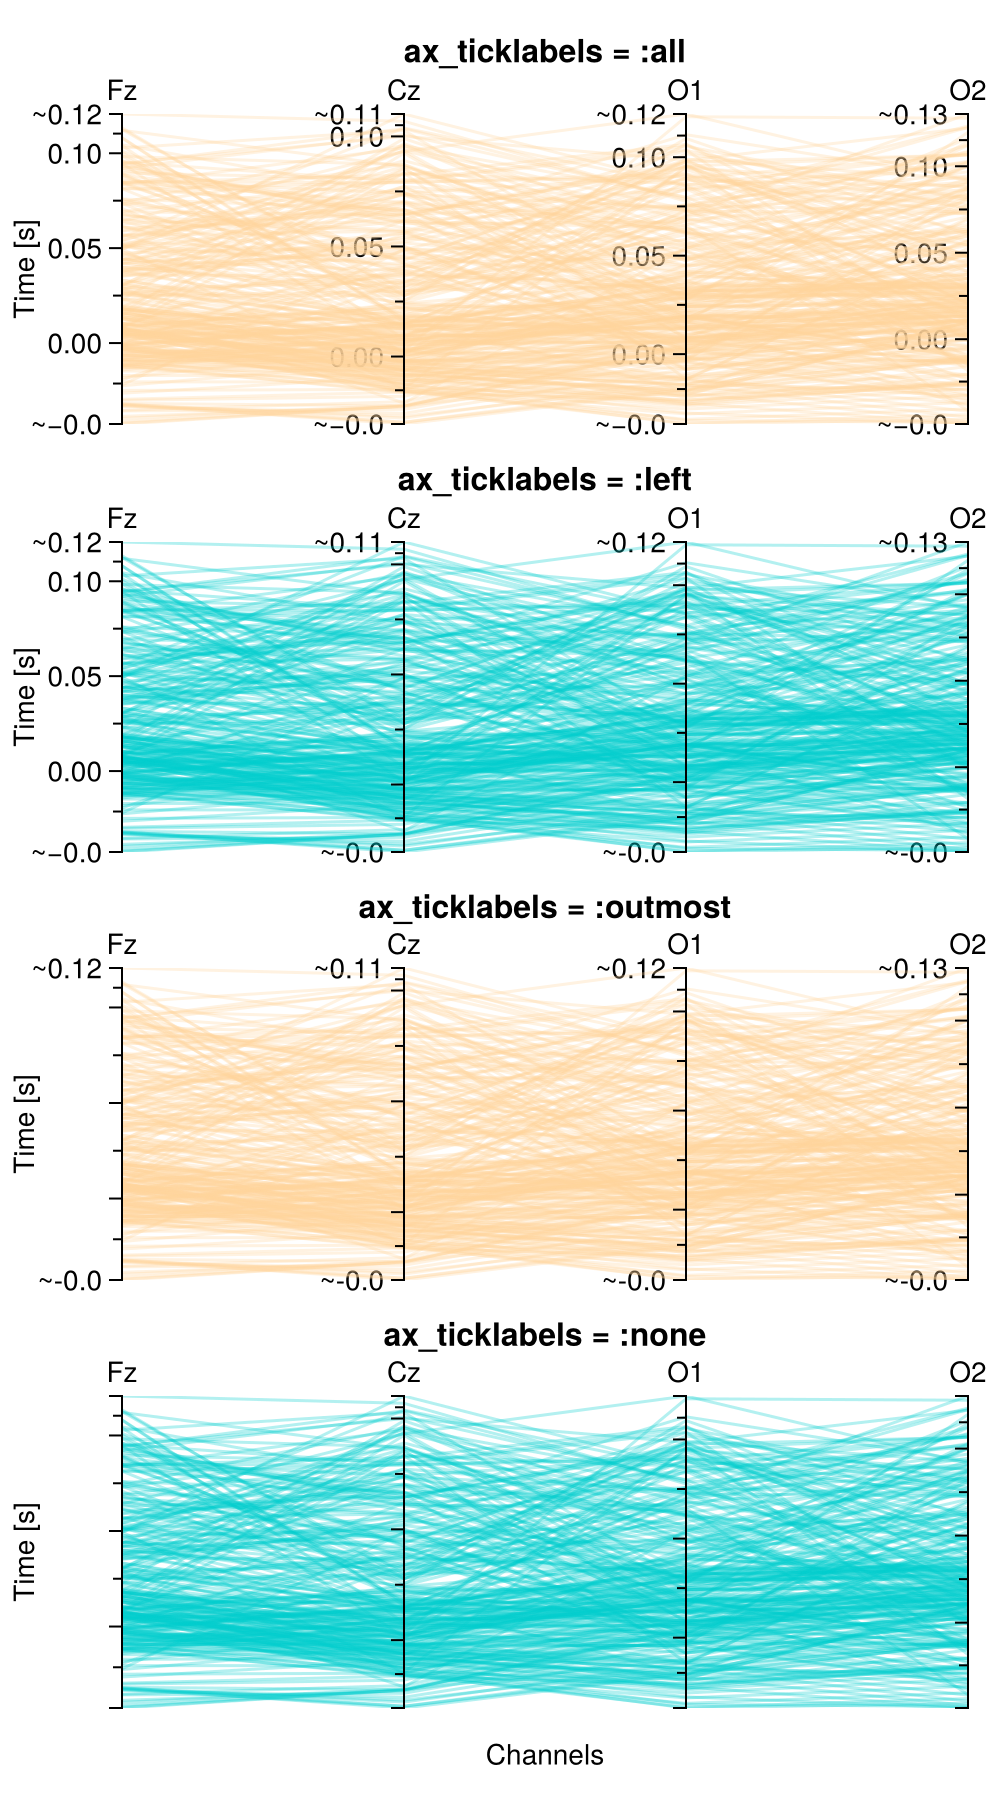 ax_ticklabels = :all
Fz Cz O1 O2
~0.12 ~0.11 ~0.12 ~0.13
0.10 0.10 0.10 0.10
0.05 0.05 0.05 0.05
0.00 0.00 0.00 0.00
~−0.0 ~−0.0 ~−0.0 ~−0.0
Time [s]
ax_ticklabels = :left
Fz Cz O1 O2
~0.12 ~0.11 ~0.12 ~0.13
0.10
0.05
0.00
~−0.0 ~-0.0 ~-0.0 ~-0.0
Time [s]
ax_ticklabels = :outmost
Fz Cz O1 O2
~0.12 ~0.11 ~0.12 ~0.13
~-0.0 ~-0.0 ~-0.0 ~-0.0
Time [s]
ax_ticklabels = :none
Fz Cz O1 O2
Time [s]
Channels